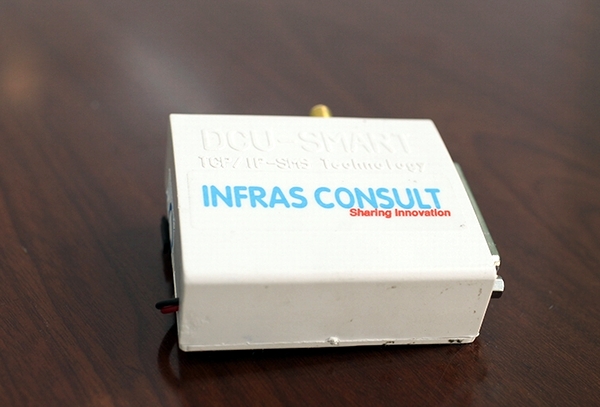 DCU-SMART
TCP/IP-SMS Technology
INFRAS CONSULT
Sharing Innovation